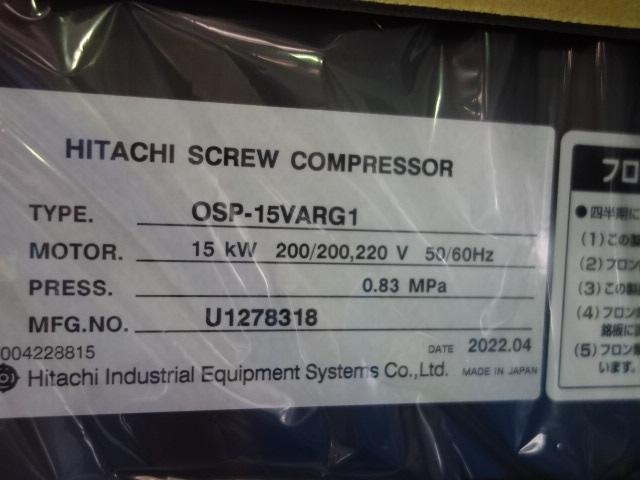 HITACHI SCREW COMPRESSOR
TYPE. OSP-15VARG1
MOTOR. 15 kW 200/200,220 V 50/60Hz
PRESS. 0.83 MPa
MFG.NO. U1278318
004228815 DATE 2022.04
Hitachi Industrial Equipment Systems Co.,Ltd. MADE IN JAPAN
フロ
●四半期に
(1)この製
(2)フロン
(3)この製
(4)フロン
銘板に
(5)フロン
います。